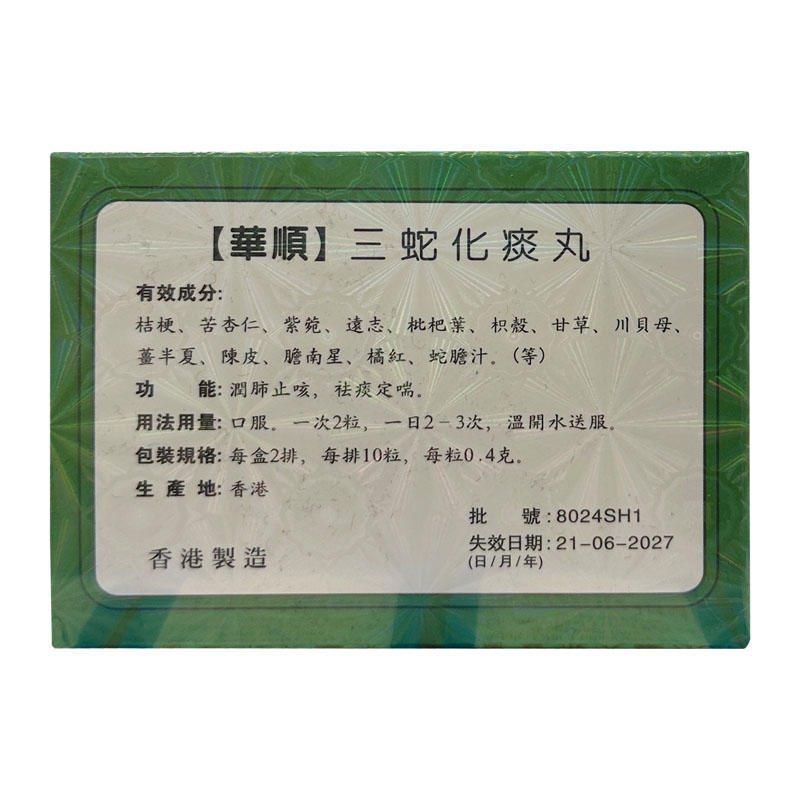 【華順】三蛇化痰丸
有效成分:
桔梗、苦杏仁、紫菀、遠志、枇杷葉、枳殼、甘草、川貝母、
薑半夏、陳皮、膽南星、橘紅、蛇膽汁。(等)
功能:潤肺止咳，祛痰定喘。
用法用量:口服。一次2粒，一日2-3次，溫開水送服。
包裝規格:每盒2排，每排10粒，每粒0.4克。
生產地:香港
批號:8024SH1
失效日期:21-06-2027
(日/月/年)
香港製造